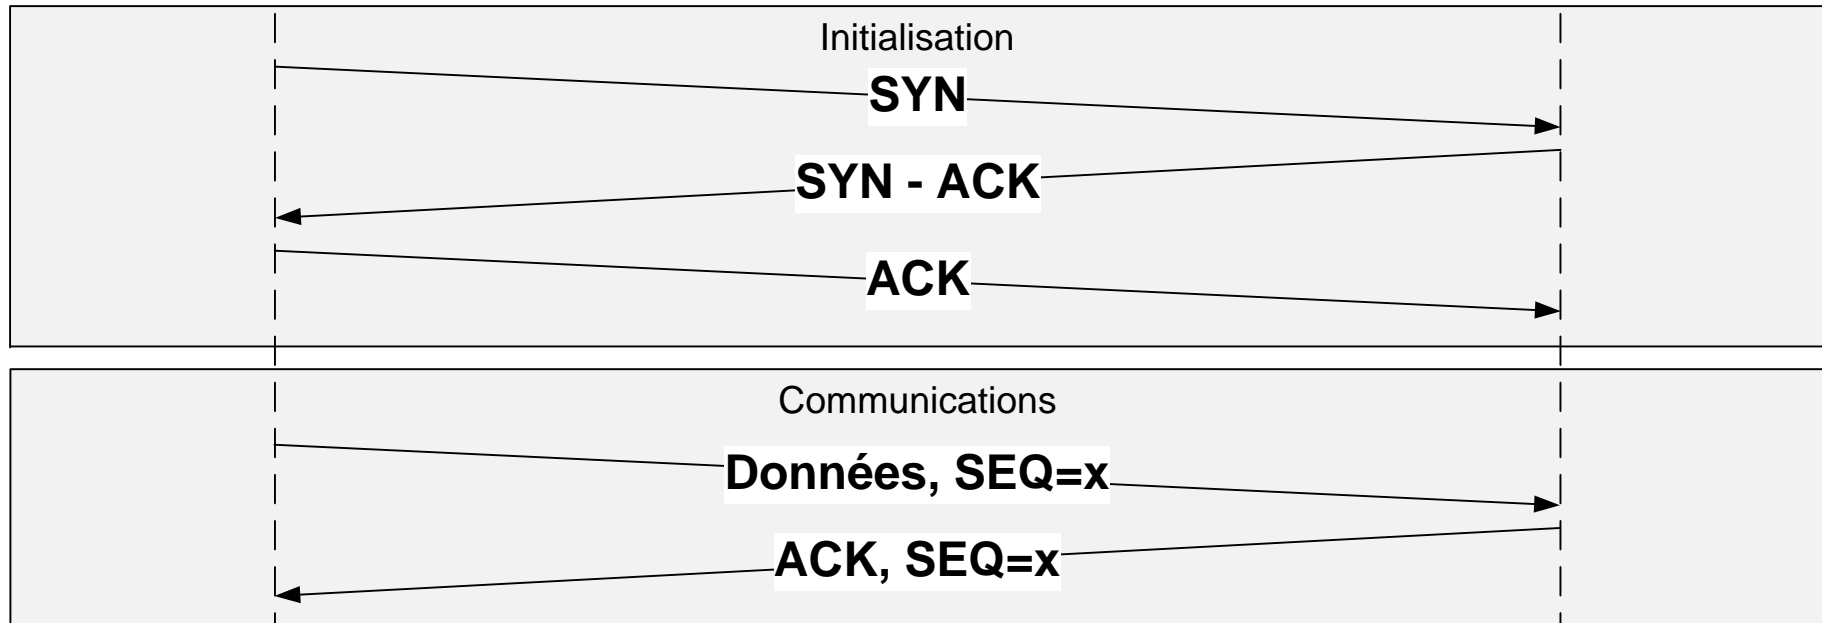 Initialisation
SYN
SYN - ACK
ACK
Communications
Données, SEQ=x
ACK, SEQ=x